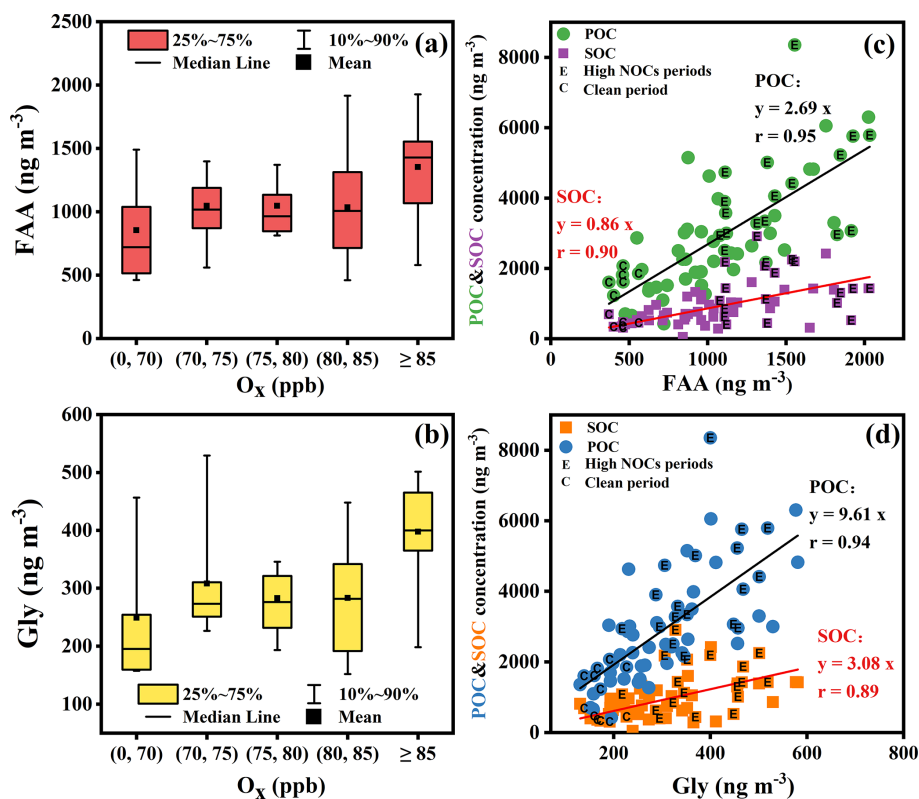 (a)
25%~75%
10%~90%
Median Line
Mean
2500
2000
1500
1000
500
0
FAA (ng m⁻³)
(0, 70)
(70, 75)
(75, 80)
(80, 85)
≥ 85
Oₓ (ppb)
(c)
POC
SOC
E High NOCs periods
C Clean period
POC:
y = 2.69 x
r = 0.95
SOC:
y = 0.86 x
r = 0.90
8000
6000
4000
2000
0
POC&SOC concentration (ng m⁻³)
500
1000
1500
2000
FAA (ng m⁻³)
(b)
600
500
400
300
200
100
Gly (ng m⁻³)
25%~75%
10%~90%
Median Line
Mean
(0, 70)
(70, 75)
(75, 80)
(80, 85)
≥ 85
Oₓ (ppb)
(d)
SOC
POC
E High NOCs periods
C Clean period
POC:
y = 9.61 x
r = 0.94
SOC:
y = 3.08 x
r = 0.89
8000
6000
4000
2000
0
POC&SOC concentration (ng m⁻³)
200
400
600
Gly (ng m⁻³)